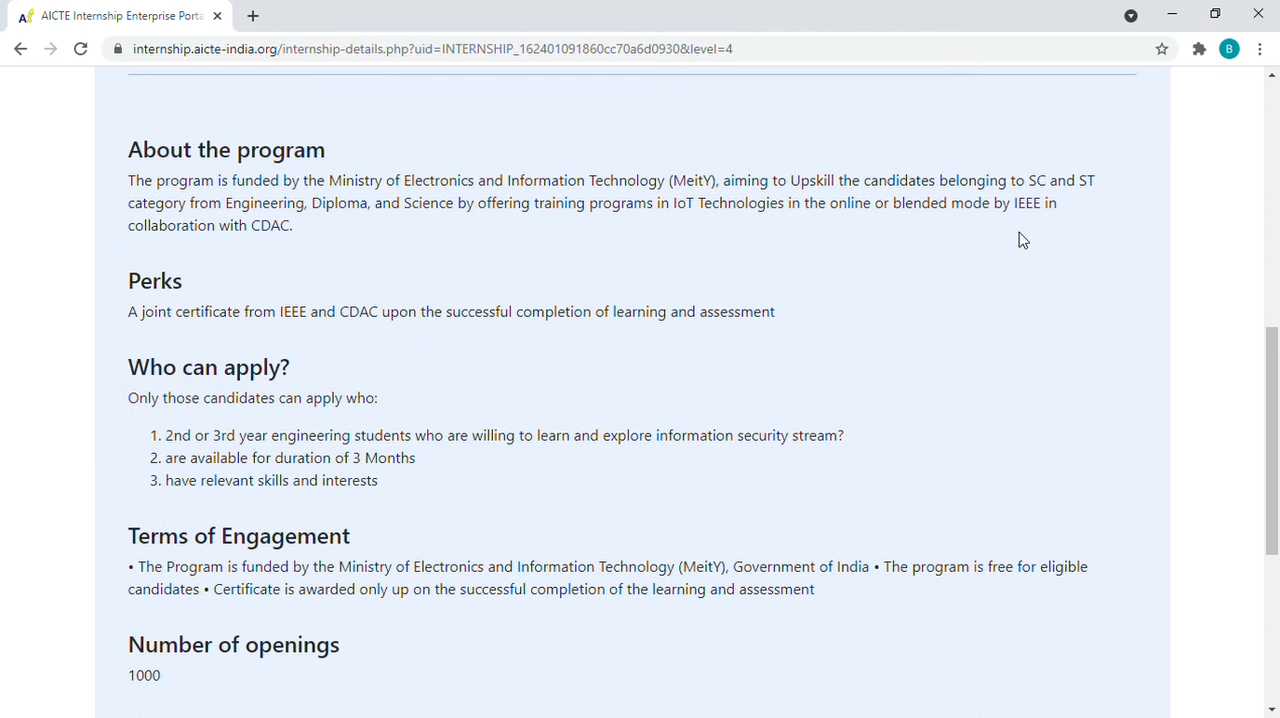 AICTE Internship Enterprise Porta
internship.aicte-india.org/internship-details.php?uid=INTERNSHIP_162401091860cc70a6d0930&level=4
B
About the program
The program is funded by the Ministry of Electronics and Information Technology (MeitY), aiming to Upskill the candidates belonging to SC and ST
category from Engineering, Diploma, and Science by offering training programs in IoT Technologies in the online or blended mode by IEEE in
collaboration with CDAC.
Perks
A joint certificate from IEEE and CDAC upon the successful completion of learning and assessment
Who can apply?
Only those candidates can apply who:
1. 2nd or 3rd year engineering students who are willing to learn and explore information security stream?
2. are available for duration of 3 Months
3. have relevant skills and interests
Terms of Engagement
• The Program is funded by the Ministry of Electronics and Information Technology (MeitY), Government of India • The program is free for eligible
candidates • Certificate is awarded only up on the successful completion of the learning and assessment
Number of openings
1000